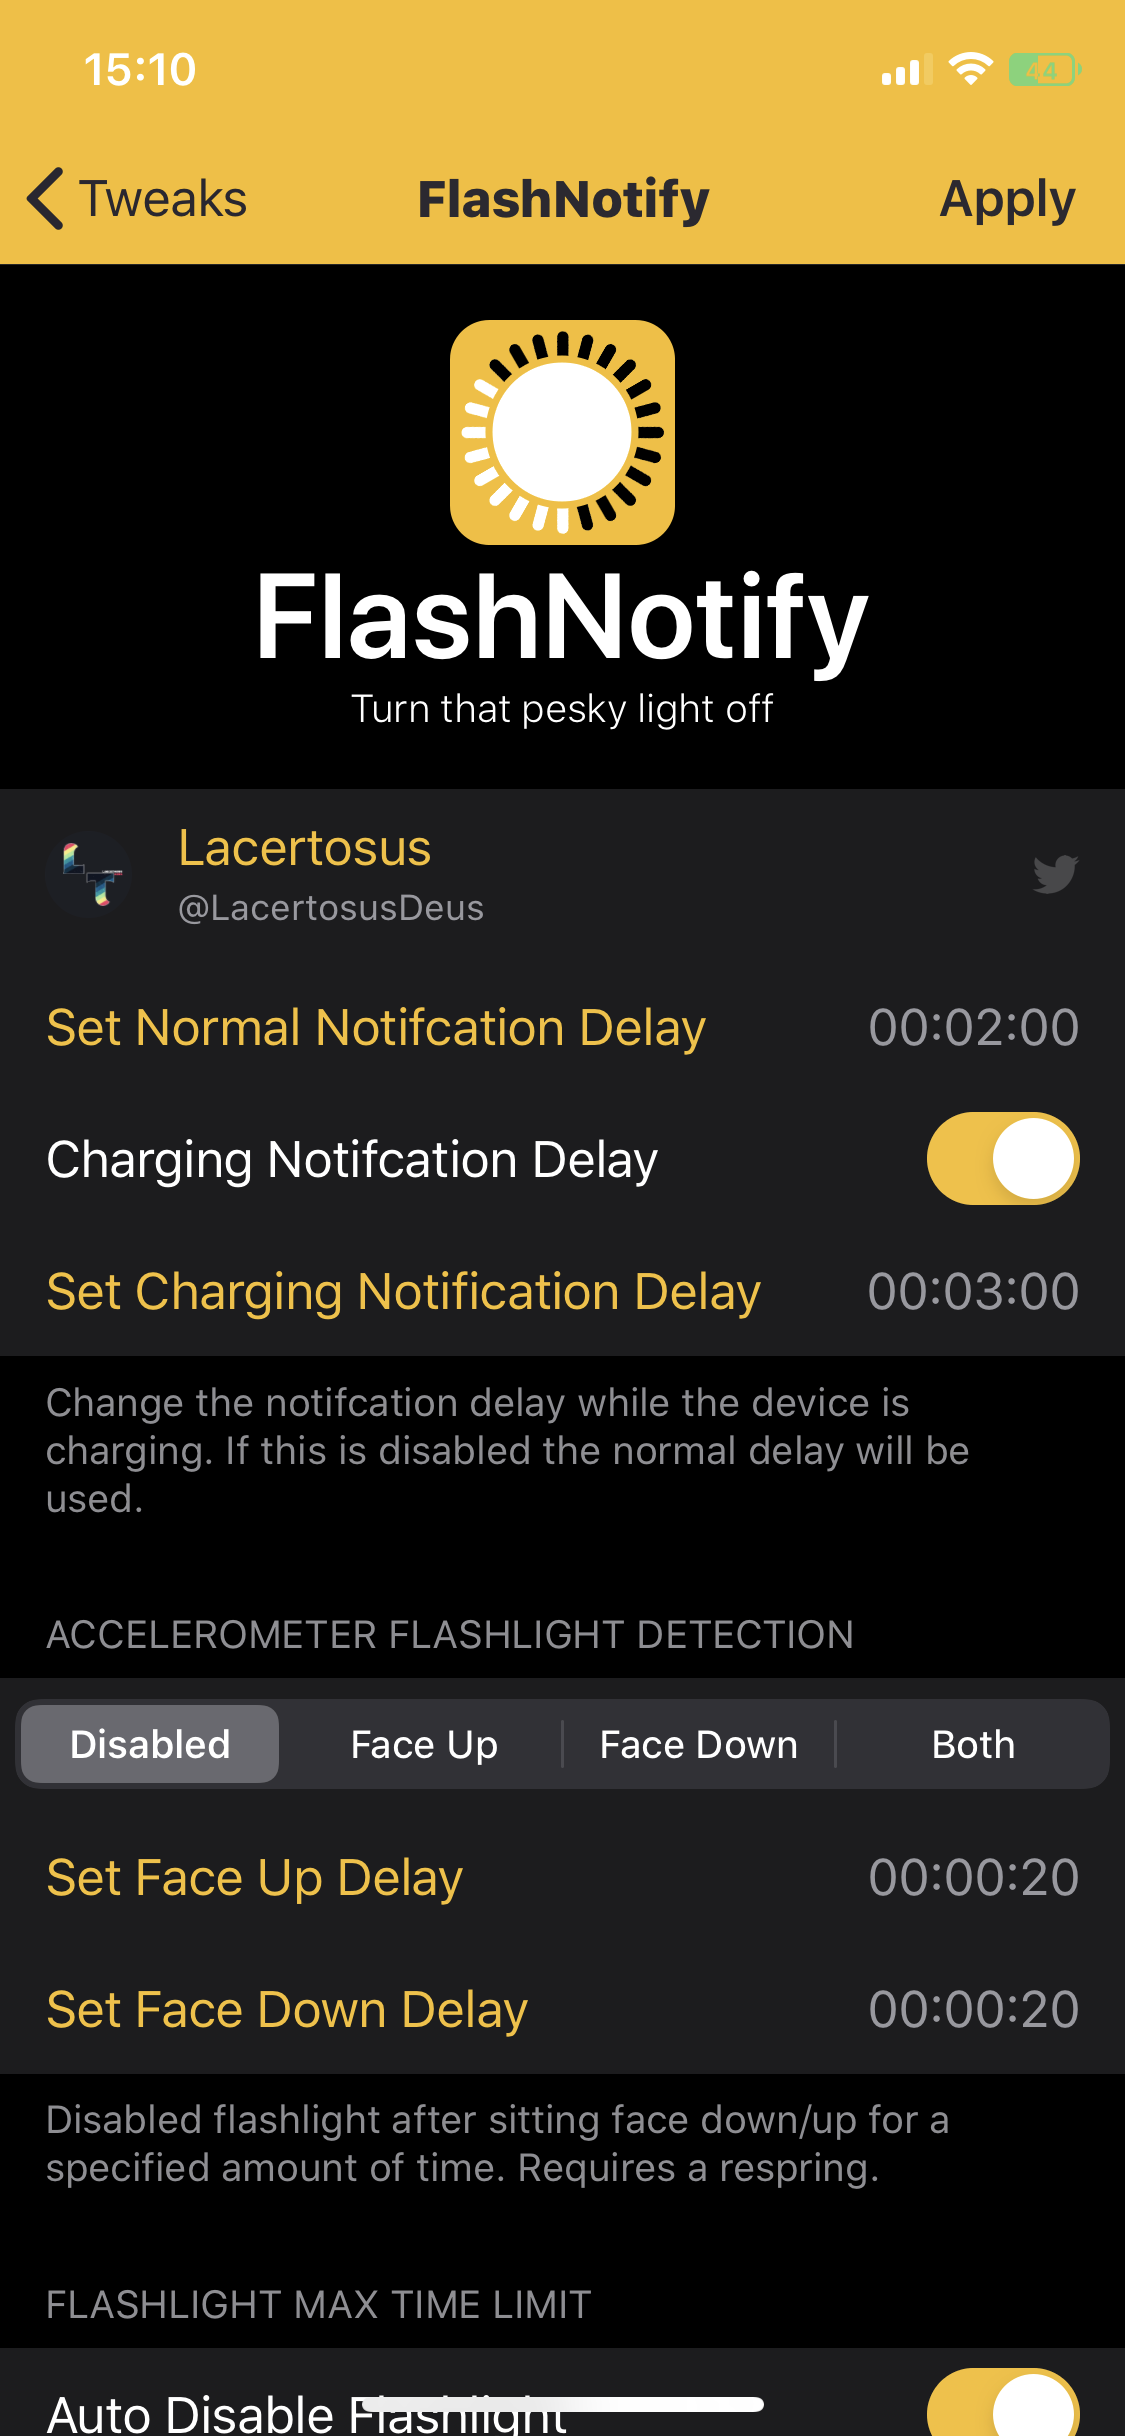 15:10
44
Tweaks
FlashNotify
Apply
FlashNotify
Turn that pesky light off
LT
Lacertosus
@LacertosusDeus
Set Normal Notifcation Delay 00:02:00
Charging Notifcation Delay
Set Charging Notification Delay 00:03:00
Change the notifcation delay while the device is
charging. If this is disabled the normal delay will be
used.
ACCELEROMETER FLASHLIGHT DETECTION
Disabled Face Up Face Down Both
Set Face Up Delay 00:00:20
Set Face Down Delay 00:00:20
Disabled flashlight after sitting face down/up for a
specified amount of time. Requires a respring.
FLASHLIGHT MAX TIME LIMIT
Auto Disable Flashlight